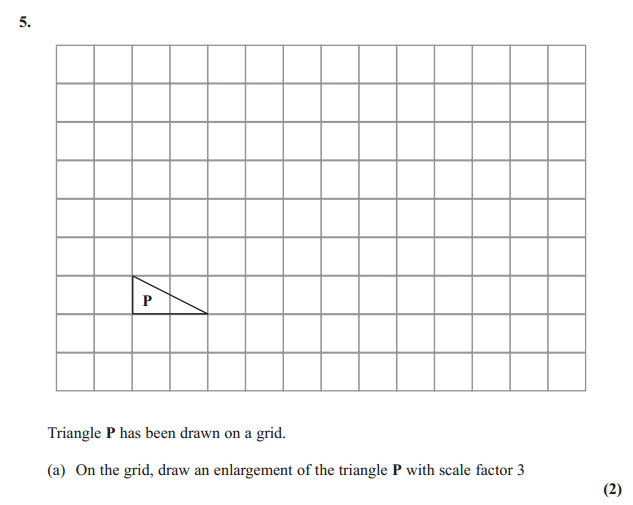 5.
P
Triangle P has been drawn on a grid.
(a) On the grid, draw an enlargement of the triangle P with scale factor 3
(2)